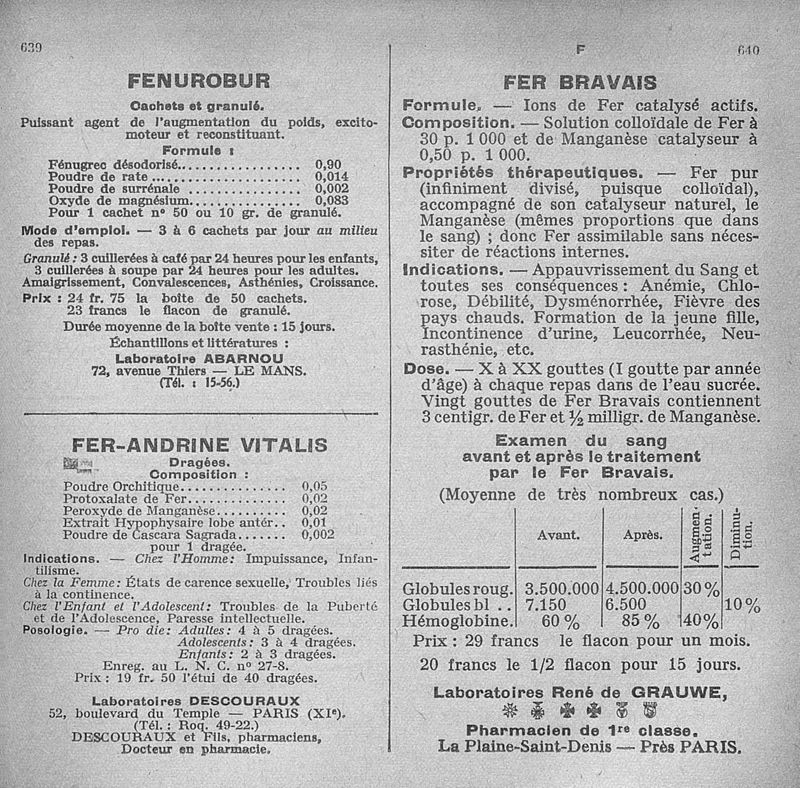 639
FENUROBUR
Cachets et granulé.
Puissant agent de l'augmentation du poids, excito-
moteur et reconstituant.
Formule :
Fénugrec désodorisé.................. 0,90
Poudre de rate ...................... 0,014
Poudre de surrénale ................. 0,002
Oxyde de magnésium................. 0,083
Pour 1 cachet nº 50 ou 10 gr. de granulé.
Mode d'emploi. — 3 à 6 cachets par jour au milieu
des repas.
Granulé : 3 cuillerées à café par 24 heures pour les enfants,
3 cuillerées à soupe par 24 heures pour les adultes.
Amaigrissement, Convalescences, Asthénies, Croissance.
Prix : 24 fr. 75 la boîte de 50 cachets.
23 francs le flacon de granulé.
Durée moyenne de la boîte vente : 15 jours.
Échantillons et littératures :
Laboratoire ABARNOU
72, avenue Thiers — LE MANS.
(Tél. : 15-56.)
FER-ANDRINE VITALIS
Dragées.
Composition :
Poudre Orchitique............... 0,05
Protoxalate de Fer............... 0,02
Peroxyde de Manganèse.......... 0,02
Extrait Hypophysaire lobe antér.. 0,01
Poudre de Cascara Sagrada....... 0,002
pour 1 dragée.
Indications. — Chez l'Homme: Impuissance, Infan-
tilisme.
Chez la Femme: États de carence sexuelle, Troubles liés
à la continence.
Chez l'Enfant et l'Adolescent: Troubles de la Puberté
et de l'Adolescence, Paresse intellectuelle.
Posologie. — Pro die: Adultes: 4 à 5 dragées.
Adolescents: 3 à 4 dragées.
Enfants: 2 à 3 dragées.
Enreg. au L. N. C. nº 27-8.
Prix : 19 fr. 50 l'étui de 40 dragées.
Laboratoires DESCOURAUX
52, boulevard du Temple — PARIS (XIe).
(Tél.: Roq. 49-22.)
DESCOURAUX et Fils, pharmaciens,
Docteur en pharmacie.
F
640
FER BRAVAIS
Formule. — Ions de Fer catalysé actifs.
Composition. — Solution colloïdale de Fer à
30 p. 1 000 et de Manganèse catalyseur à
0,50 p. 1 000.
Propriétés thérapeutiques. — Fer pur
(infiniment divisé, puisque colloïdal),
accompagné de son catalyseur naturel, le
Manganèse (mêmes proportions que dans
le sang) ; donc Fer assimilable sans néces-
siter de réactions internes.
Indications. — Appauvrissement du Sang et
toutes ses conséquences : Anémie, Chlo-
rose, Débilité, Dysménorrhée, Fièvre des
pays chauds. Formation de la jeune fille,
Incontinence d'urine, Leucorrhée, Neu-
rasthénie, etc.
Dose. — X à XX gouttes (I goutte par année
d'âge) à chaque repas dans de l'eau sucrée.
Vingt gouttes de Fer Bravais contiennent
3 centigr. de Fer et ½ milligr. de Manganèse.
Examen du sang
avant et après le traitement
par le Fer Bravais.
(Moyenne de très nombreux cas.)
Avant. Après. Augmen- tation. Diminu- tion.
Globules roug. 3.500.000 4.500.000 30 %
Globules bl .. 7.150 6.500 10 %
Hémoglobine. 60 % 85 % 40 %
Prix : 29 francs le flacon pour un mois.
20 francs le 1/2 flacon pour 15 jours.
Laboratoires René de GRAUWE,
Pharmacien de 1re classe.
La Plaine-Saint-Denis — Près PARIS.